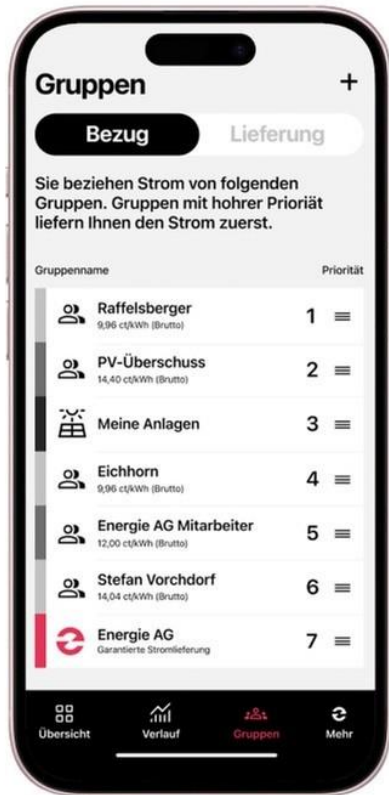 Gruppen +
Bezug Lieferung
Sie beziehen Strom von folgenden
Gruppen. Gruppen mit hohrer Prioriät
liefern Ihnen den Strom zuerst.
Gruppenname Priorität
Raffelsberger 1
9,96 ct/kWh (Brutto)
PV-Überschuss 2
14,40 ct/kWh (Brutto)
Meine Anlagen 3
Eichhorn 4
9,96 ct/kWh (Brutto)
Energie AG Mitarbeiter 5
12,00 ct/kWh (Brutto)
Stefan Vorchdorf 6
14,04 ct/kWh (Brutto)
Energie AG 7
Garantierte Stromlieferung
Übersicht Verlauf Gruppen Mehr